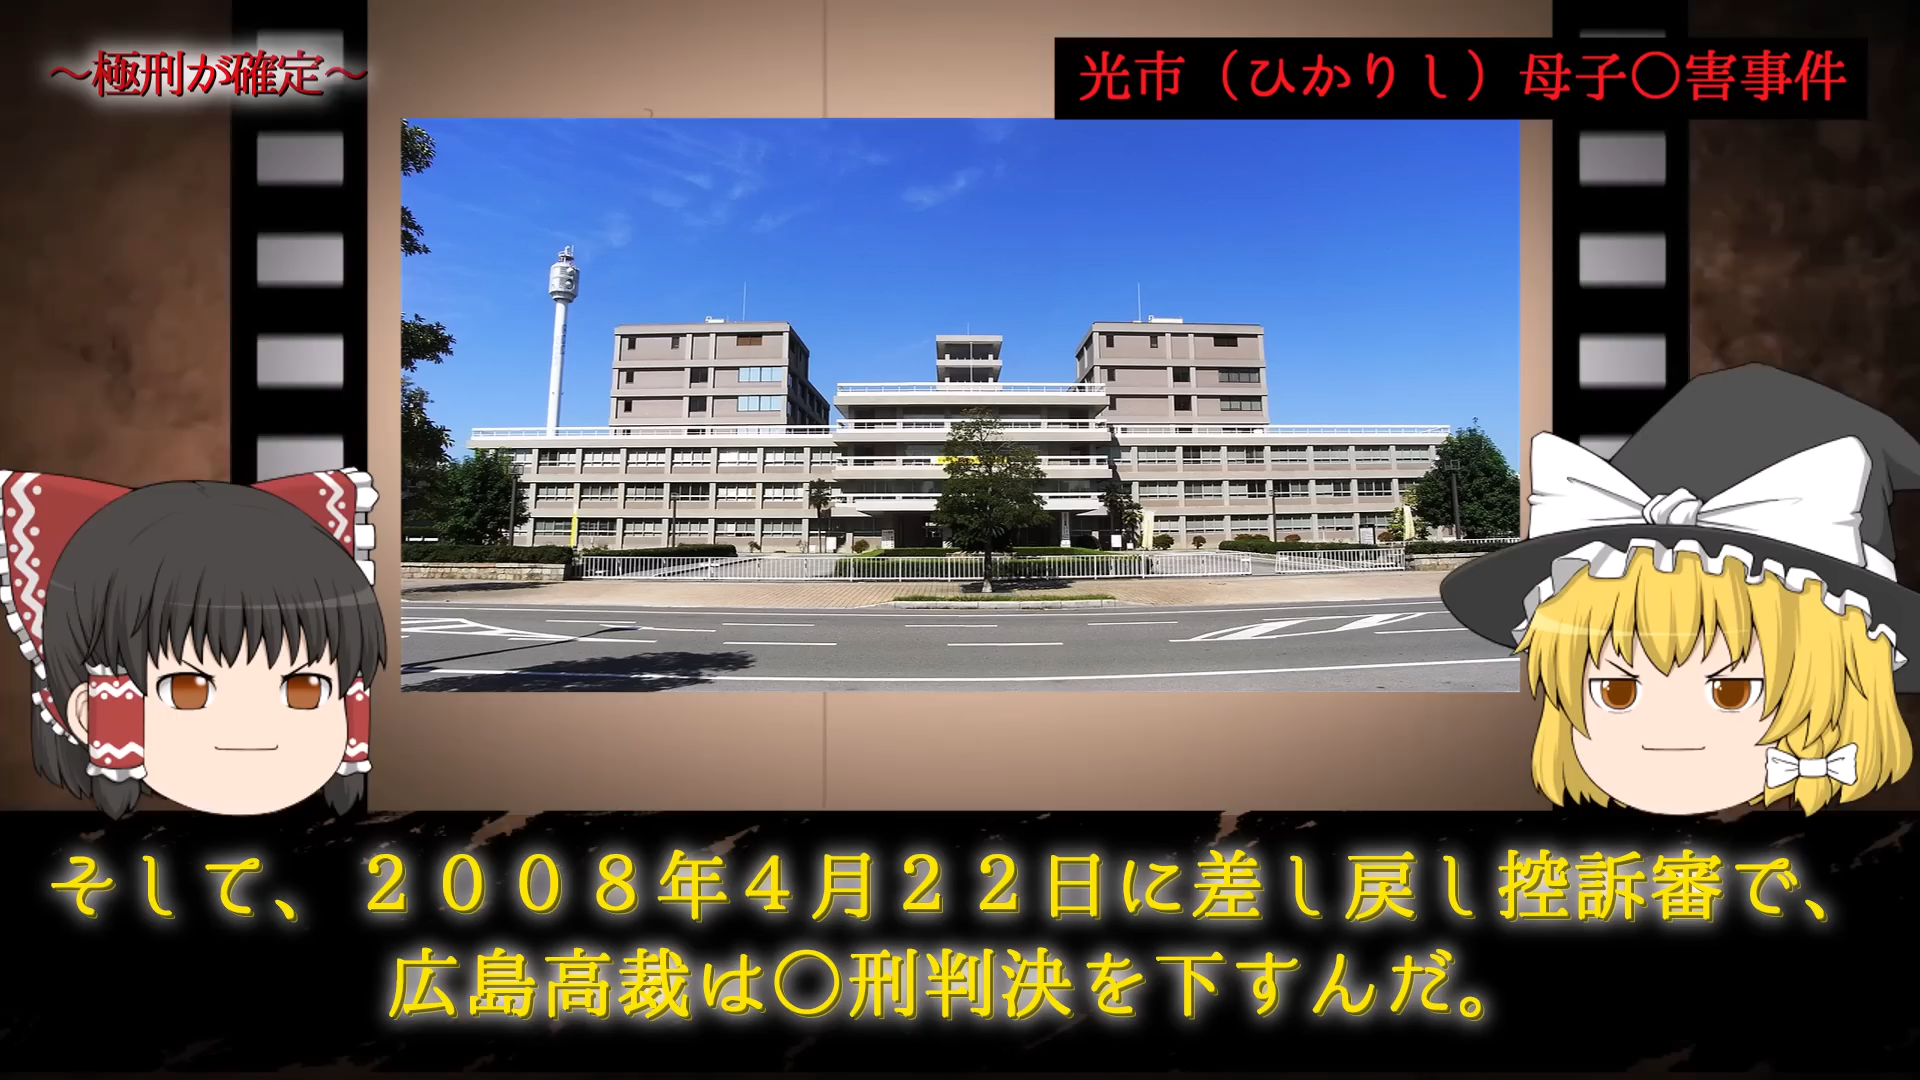 ～極刑が確定～
光市（ひかりし）母子〇害事件
そして、２００８年４月２２日に差し戻し控訴審で、
広島高裁は〇刑判決を下すんだ。